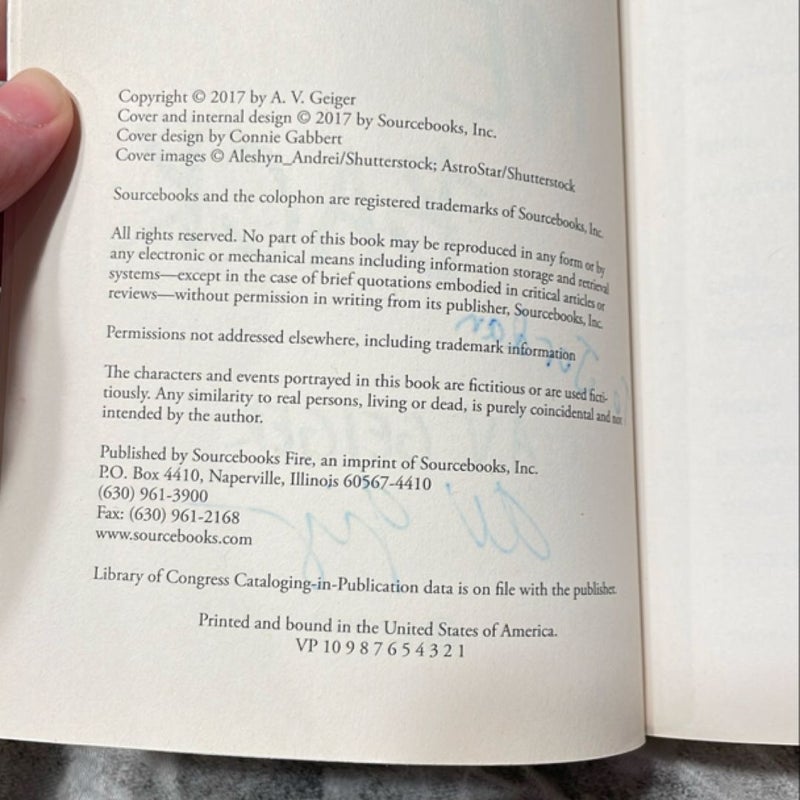 Copyright © 2017 by A. V. Geiger
Cover and internal design © 2017 by Sourcebooks, Inc.
Cover design by Connie Gabbert
Cover images © Aleshyn_Andrei/Shutterstock; AstroStar/Shutterstock
Sourcebooks and the colophon are registered trademarks of Sourcebooks, Inc.
All rights reserved. No part of this book may be reproduced in any form or by
any electronic or mechanical means including information storage and retrieval
systems—except in the case of brief quotations embodied in critical articles or
reviews—without permission in writing from its publisher, Sourcebooks, Inc.
Permissions not addressed elsewhere, including trademark information
The characters and events portrayed in this book are fictitious or are used ficti-
tiously. Any similarity to real persons, living or dead, is purely coincidental and not
intended by the author.
Published by Sourcebooks Fire, an imprint of Sourcebooks, Inc.
P.O. Box 4410, Naperville, Illinois 60567-4410
(630) 961-3900
Fax: (630) 961-2168
www.sourcebooks.com
Library of Congress Cataloging-in-Publication data is on file with the publisher.
Printed and bound in the United States of America.
VP 10 9 8 7 6 5 4 3 2 1